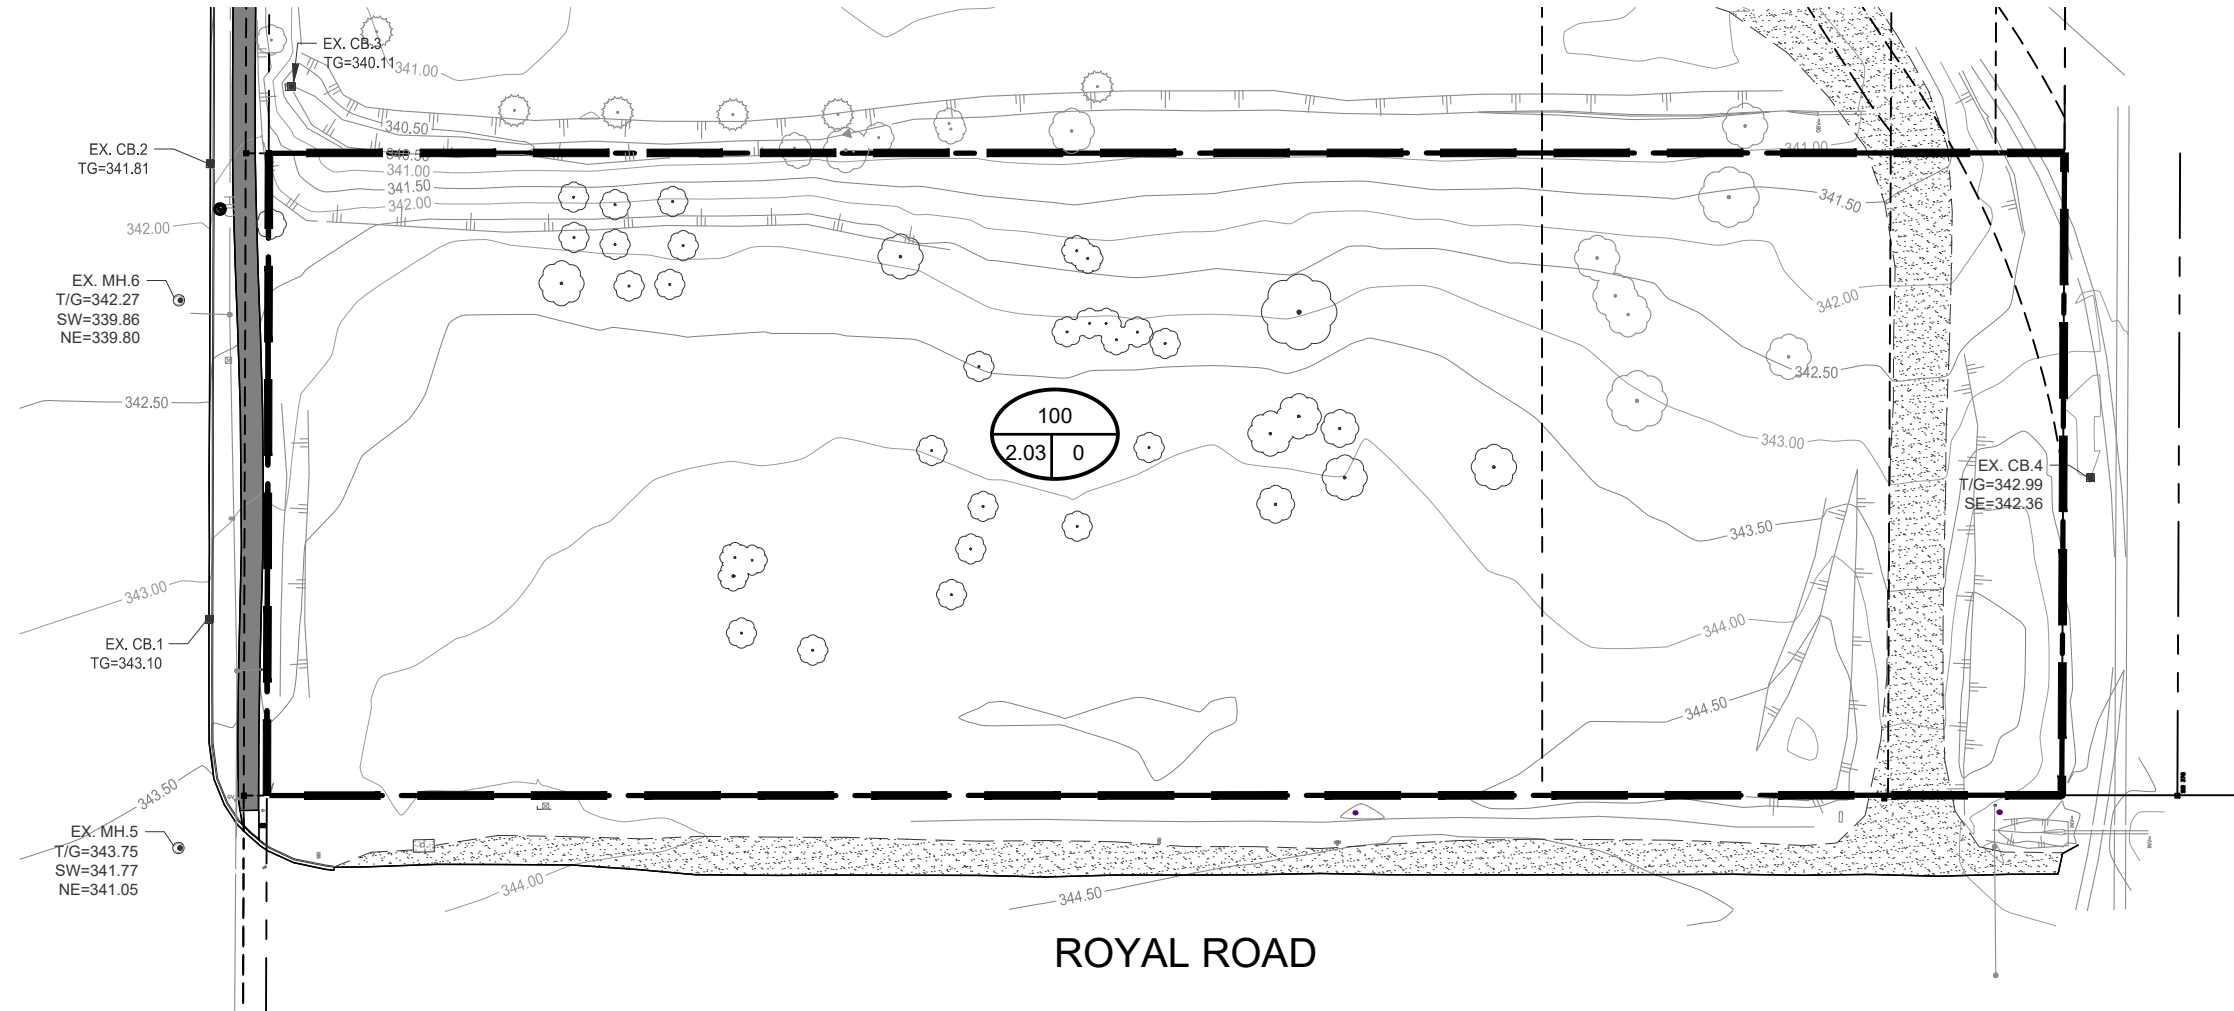 EX. CB.3
TG=340.11
341.00
340.50
EX. CB.2
TG=341.81
340.50
341.00
341.00
341.50
342.00
341.50
342.00
EX. MH.6
T/G=342.27
SW=339.86
NE=339.80
342.00
342.50
342.50
100
2.03 0
343.00
EX. CB.4
T/G=342.99
SE=342.36
343.50
343.00
344.00
EX. CB.1
TG=343.10
344.50
343.50
EX. MH.5
T/G=343.75
SW=341.77
NE=341.05
344.00
344.50
ROYAL ROAD